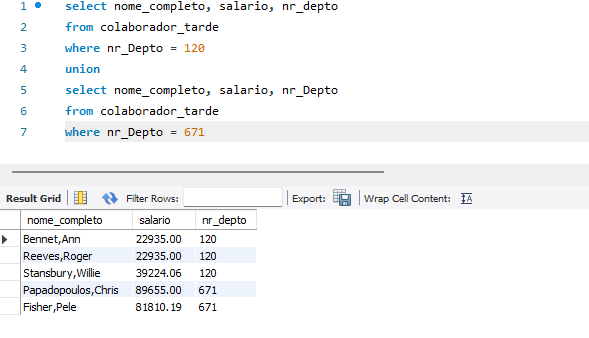 1 select nome_completo, salario, nr_depto
2 from colaborador_tarde
3 where nr_Depto = 120
4 union
5 select nome_completo, salario, nr_Depto
6 from colaborador_tarde
7 where nr_Depto = 671
Result Grid Filter Rows: Export: Wrap Cell Content: IA
nome_completo salario nr_depto
Bennet,Ann 22935.00 120
Reeves,Roger 22935.00 120
Stansbury,Willie 39224.06 120
Papadopoulos,Chris 89655.00 671
Fisher,Pele 81810.19 671